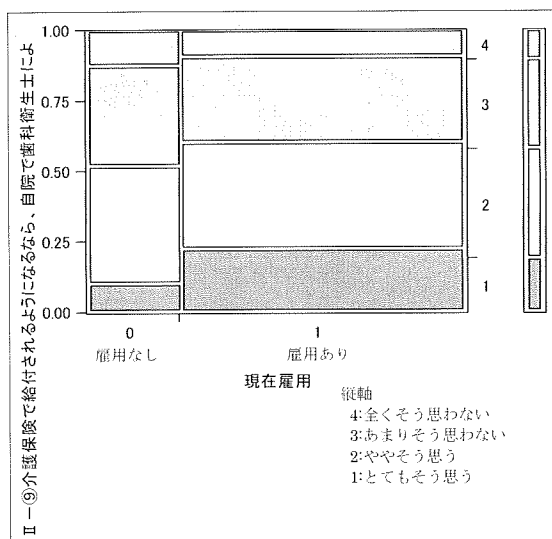 II－⑨介護保険で給付されるようになるなら、自院で歯科衛生士によ
1.00
0.75
0.50
0.25
0.00
4
3
2
1
0
1
雇用なし
雇用あり
現在雇用
縦軸
4:全くそう思わない
3:あまりそう思わない
2:ややそう思う
1:とてもそう思う